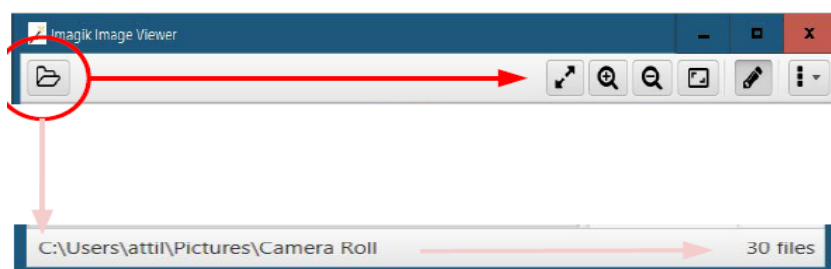 Imagik Image Viewer
C:\Users\attil\Pictures\Camera Roll
30 files